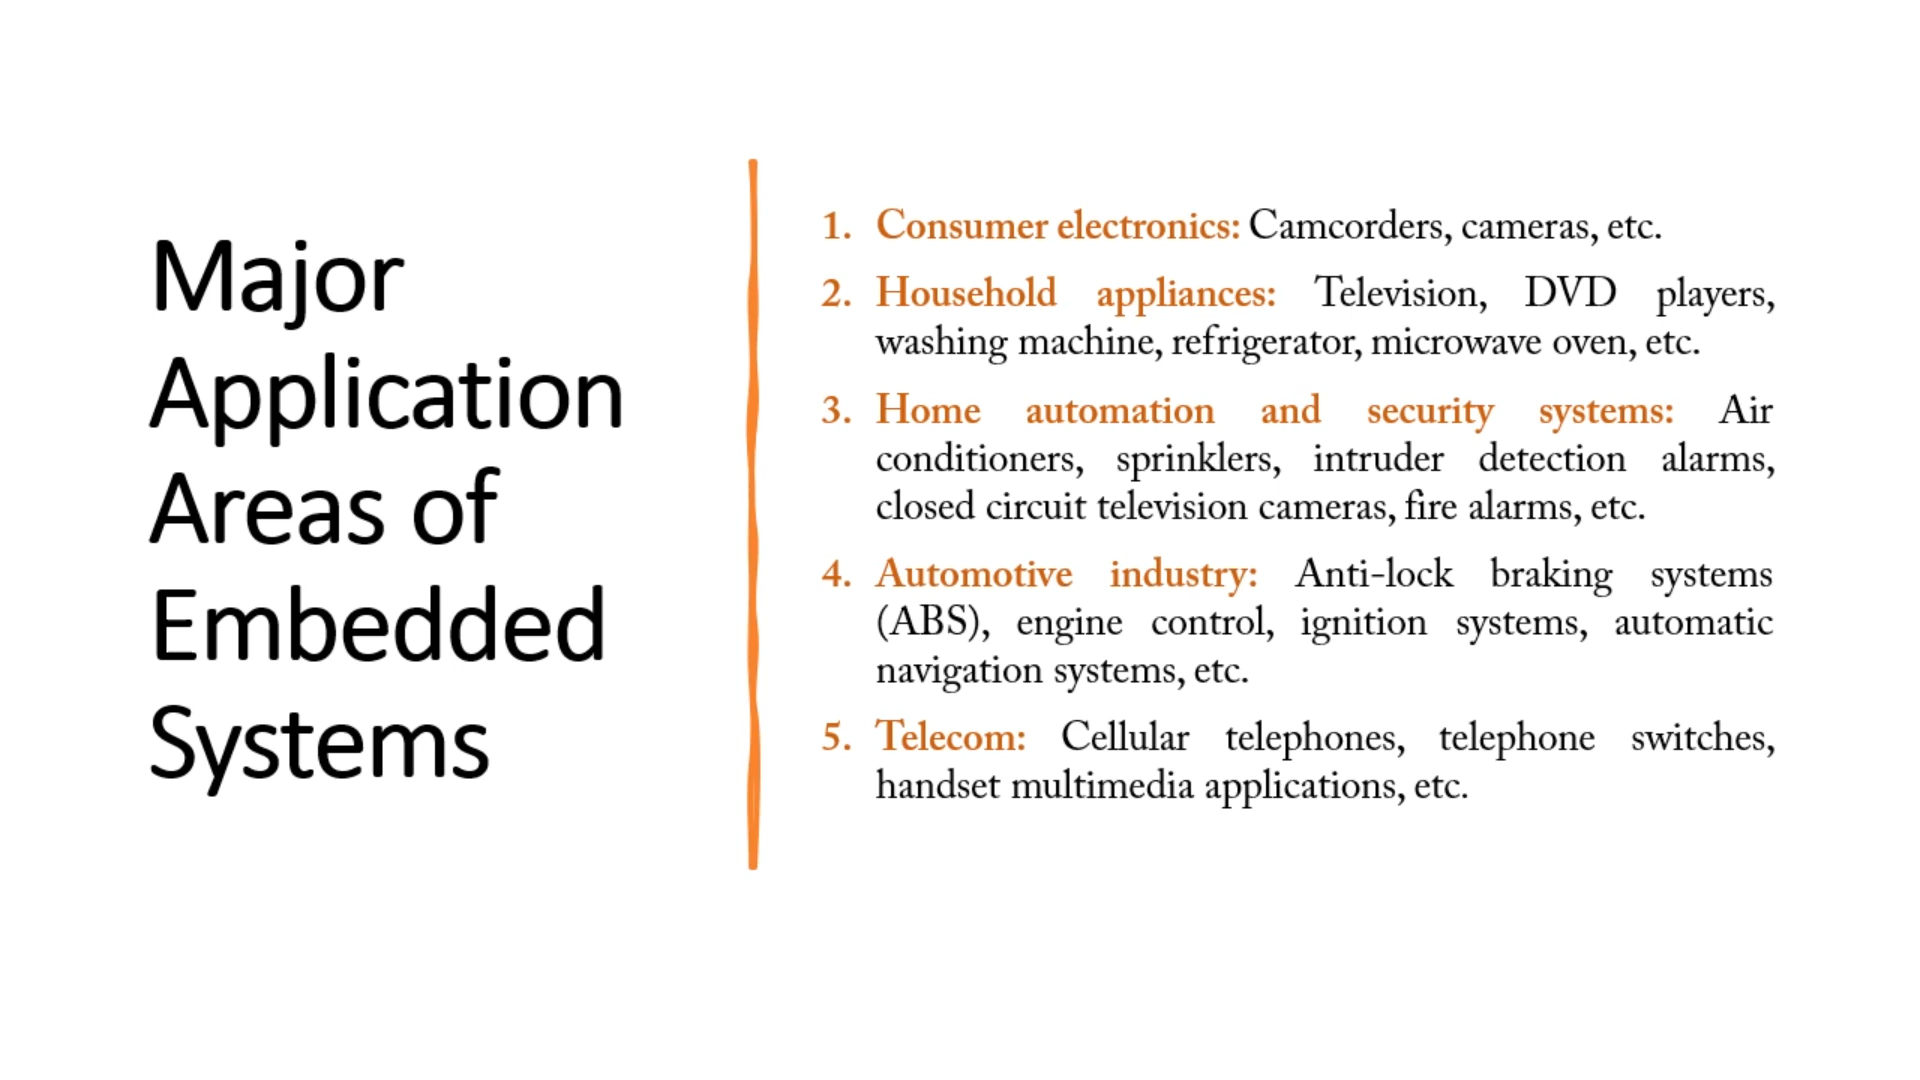 Major
Application
Areas of
Embedded
Systems
1. Consumer electronics: Camcorders, cameras, etc.
2. Household appliances: Television, DVD players,
washing machine, refrigerator, microwave oven, etc.
3. Home automation and security systems: Air
conditioners, sprinklers, intruder detection alarms,
closed circuit television cameras, fire alarms, etc.
4. Automotive industry: Anti-lock braking systems
(ABS), engine control, ignition systems, automatic
navigation systems, etc.
5. Telecom: Cellular telephones, telephone switches,
handset multimedia applications, etc.